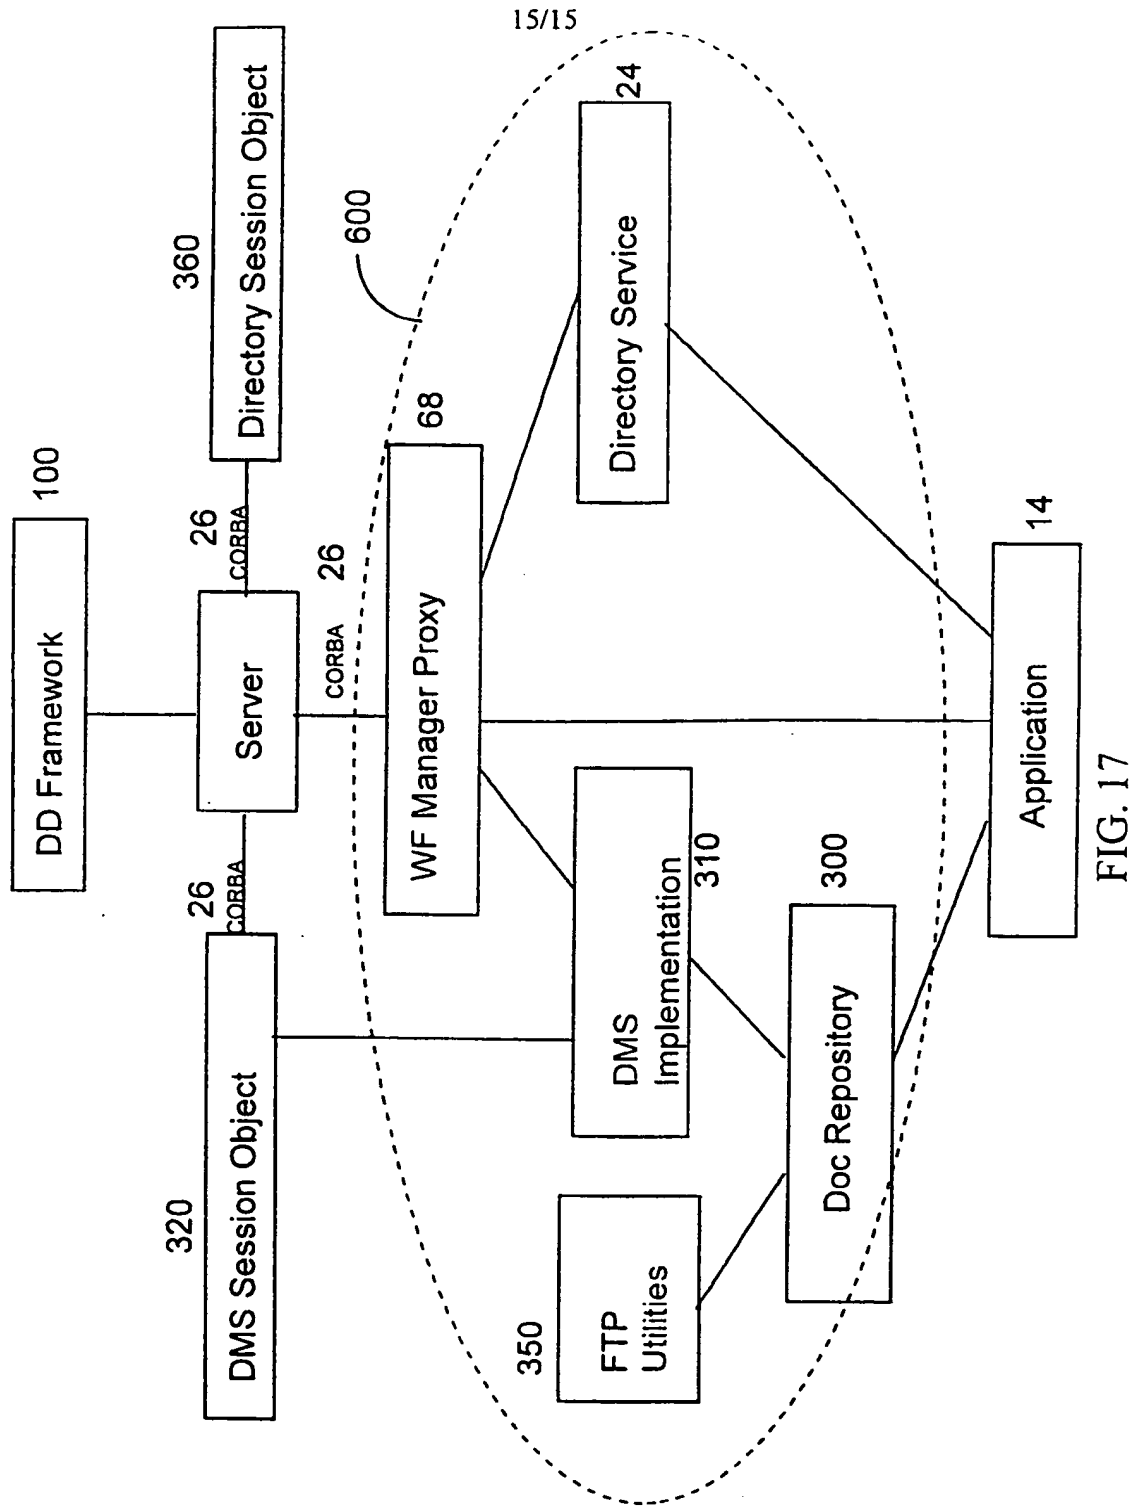 15/15
DD Framework
100
DMS Session Object
320
26
CORBA
Server
26
CORBA
Directory Session Object
360
CORBA
26
600
WF Manager Proxy
68
Directory Service
24
DMS
Implementation
310
FTP
Utilities
350
Doc Repository
300
Application
14
FIG. 17